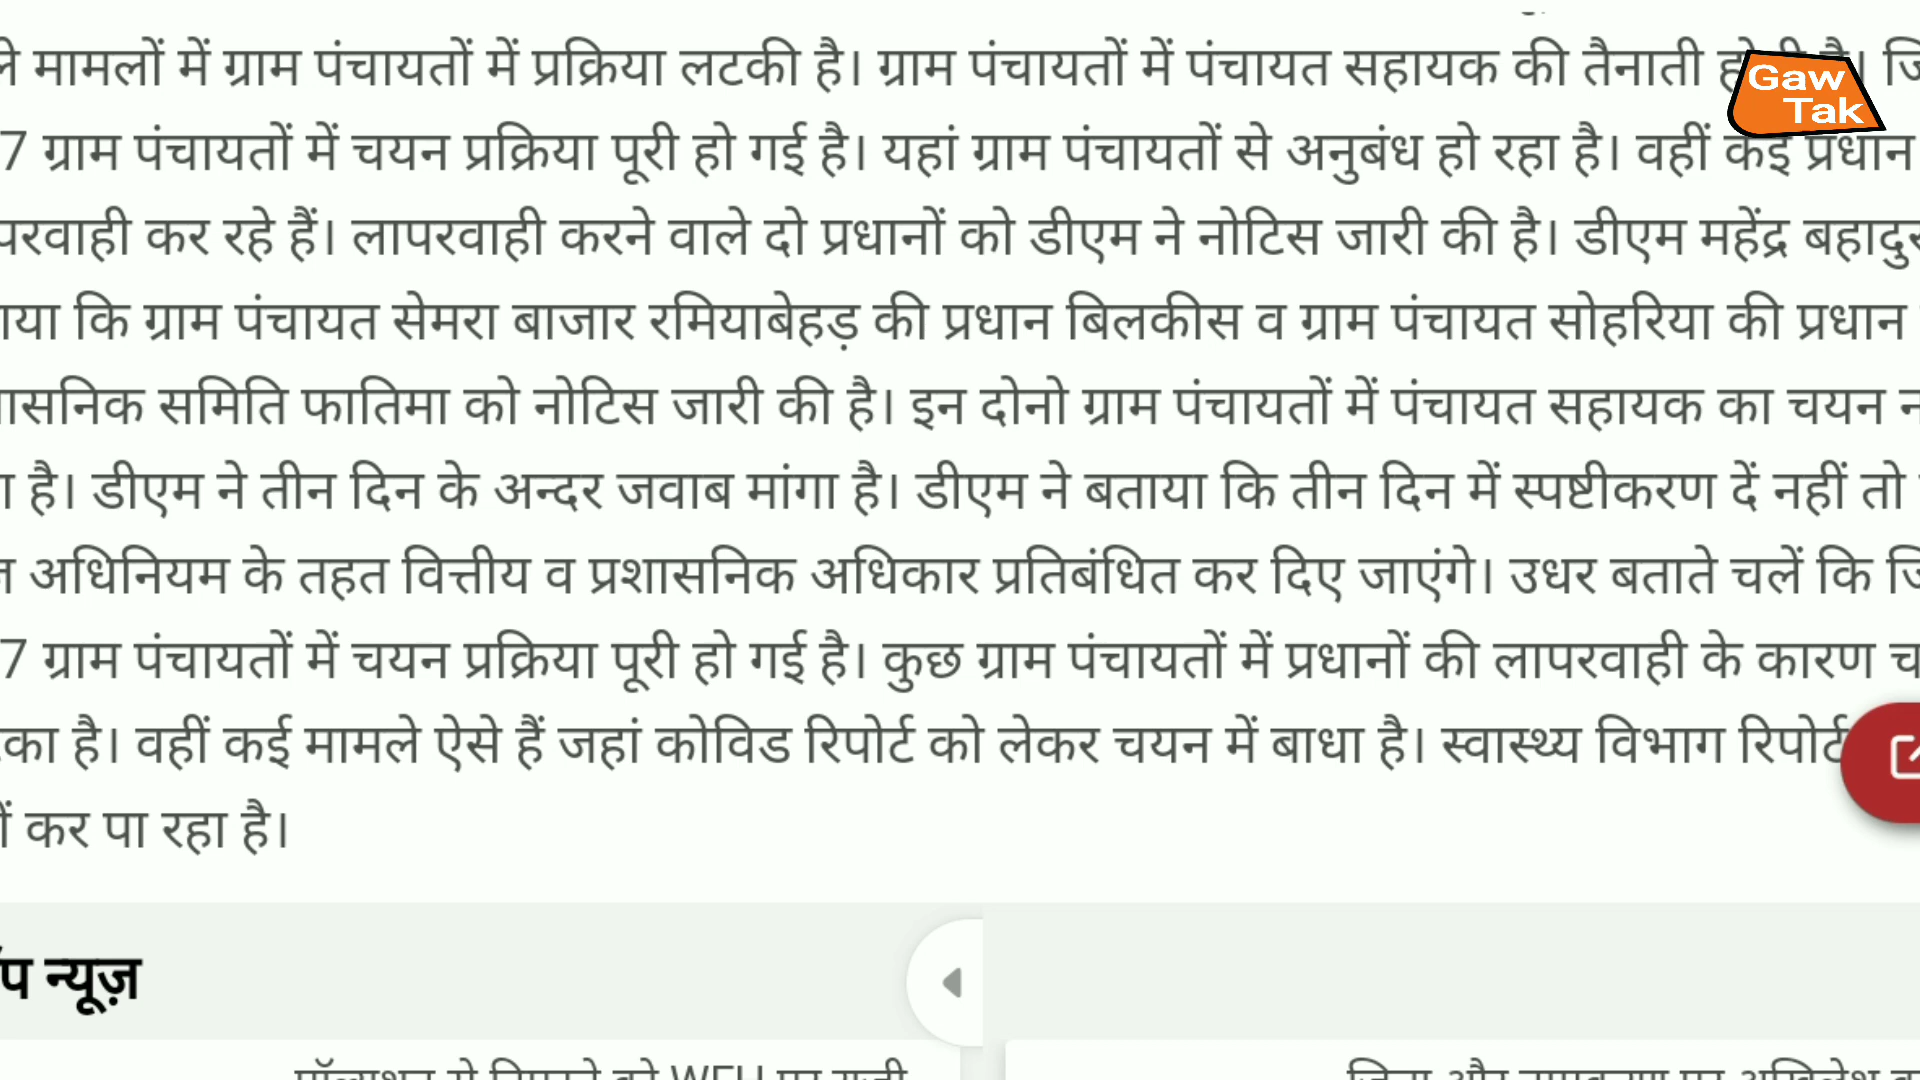 मामलों में ग्राम पंचायतों में प्रक्रिया लटकी है। ग्राम पंचायतों में पंचायत सहायक की तैनाती
Gaw
Tak
7 ग्राम पंचायतों में चयन प्रक्रिया पूरी हो गई है। यहां ग्राम पंचायतों से अनुबंध हो रहा है। वहीं कई प्रधान
परवाही कर रहे हैं। लापरवाही करने वाले दो प्रधानों को डीएम ने नोटिस जारी की है। डीएम महेंद्र बहादुर
कि ग्राम पंचायत सेमरा बाजार रमियाबेहड़ की प्रधान बिलकीस व ग्राम पंचायत सोहरिया की प्रधान
समिति फातिमा को नोटिस जारी की है। इन दोनो ग्राम पंचायतों में पंचायत सहायक का चयन
है। डीएम ने तीन दिन के अन्दर जवाब मांगा है। डीएम ने बताया कि तीन दिन में स्पष्टीकरण दें नहीं तो
अधिनियम के तहत वित्तीय व प्रशासनिक अधिकार प्रतिबंधित कर दिए जाएंगे। उधर बताते चलें कि
7 ग्राम पंचायतों में चयन प्रक्रिया पूरी हो गई है। कुछ ग्राम पंचायतों में प्रधानों की लापरवाही के कारण
है। वहीं कई मामले ऐसे हैं जहां कोविड रिपोर्ट को लेकर चयन में बाधा है। स्वास्थ्य विभाग रिपोर्ट
कर पा रहा है।
न्यूज़